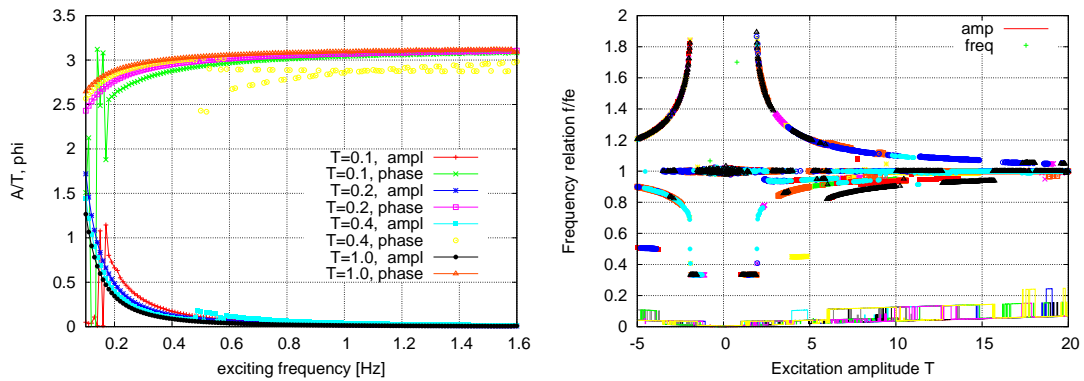 3.5
3
2.5
2
1.5
1
0.5
0
A/T, phi
T=0.1, ampl
T=0.1, phase
T=0.2, ampl
T=0.2, phase
T=0.4, ampl
T=0.4, phase
T=1.0, ampl
T=1.0, phase
0.2 0.4 0.6 0.8 1 1.2 1.4 1.6
exciting frequency [Hz]
2
1.8
1.6
1.4
1.2
1
0.8
0.6
0.4
0.2
0
Frequency relation f/fe
amp
freq
-5 0 5 10 15 20
Excitation amplitude T